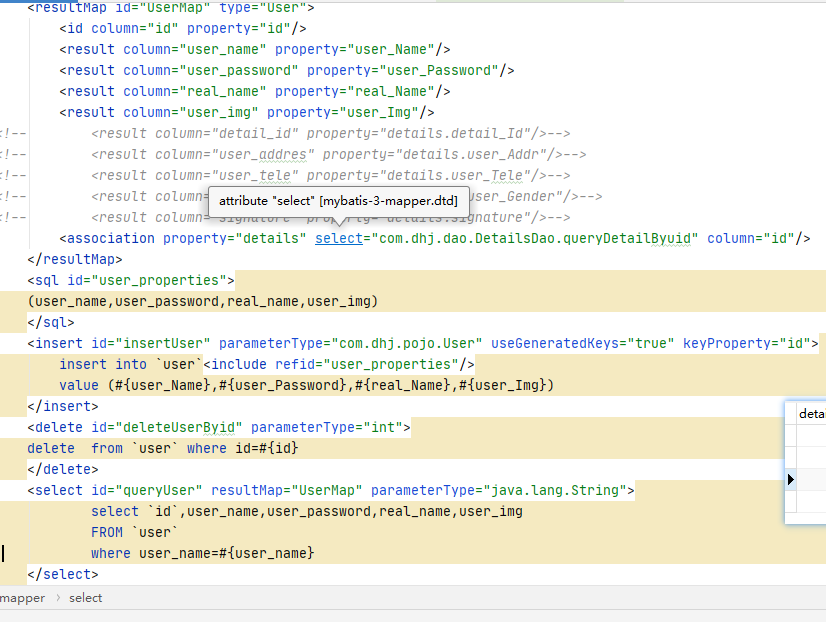 <resultMap id="UserMap" type="User">
<id column="id" property="id"/>
<result column="user_name" property="user_Name"/>
<result column="user_password" property="user_Password"/>
<result column="real_name" property="real_Name"/>
<result column="user_img" property="user_Img"/>
<!-- <result column="detail_id" property="details.detail_Id"/>-->
<!-- <result column="user_addres" property="details.user_Addr"/>-->
<!-- <result column="user_tele" property="details.user_Tele"/>-->
<!-- <result column= user_Gender"/>-->
attribute "select" [mybatis-3-mapper.dtd]
<!-- <result column="signature" property="details.signature"/>-->
<association property="details" select="com.dhj.dao.DetailsDao.queryDetailByuid" column="id"/>
</resultMap>
<sql id="user_properties">
(user_name,user_password,real_name,user_img)
</sql>
<insert id="insertUser" parameterType="com.dhj.pojo.User" useGeneratedKeys="true" keyProperty="id">
insert into `user`<include refid="user_properties"/>
value (#{user_Name},#{user_Password},#{real_Name},#{user_Img})
</insert>
<delete id="deleteUserByid" parameterType="int">
delete  from `user` where id=#{id}
</delete>
<select id="queryUser" resultMap="UserMap" parameterType="java.lang.String">
select `id`,user_name,user_password,real_name,user_img
FROM `user`
where user_name=#{user_name}
</select>
detai
mapper › select